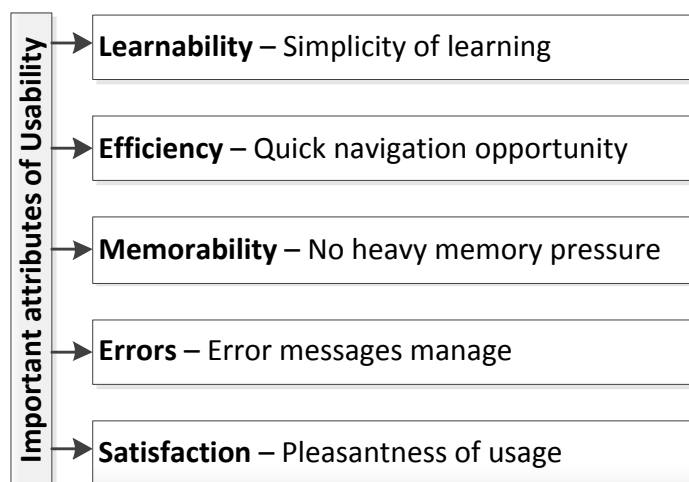 Important attributes of Usability
Learnability – Simplicity of learning
Efficiency – Quick navigation opportunity
Memorability – No heavy memory pressure
Errors – Error messages manage
Satisfaction – Pleasantness of usage